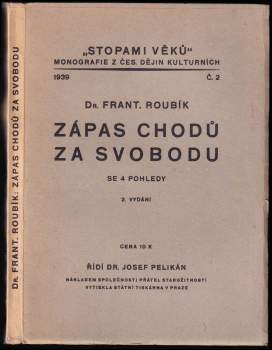 DR. FRANT. ROUBÍK: ZÁPAS CHODŮ ZA SVOBODU
„STOPAMI VĚKŮ"
MONOGRAFIE Z ČES. DĚJIN KULTURNÍCH
1939 Č. 2
DR. FRANT. ROUBÍK
ZÁPAS CHODŮ
ZA SVOBODU
SE 4 POHLEDY
2. VYDÁNÍ
CENA 10 K
ŘÍDÍ DR. JOSEF PELIKÁN
NÁKLADEM SPOLEČNOSTI PŘÁTEL STAROŽITNOSTÍ
VYTISKLA STÁTNÍ TISKÁRNA V PRAZE